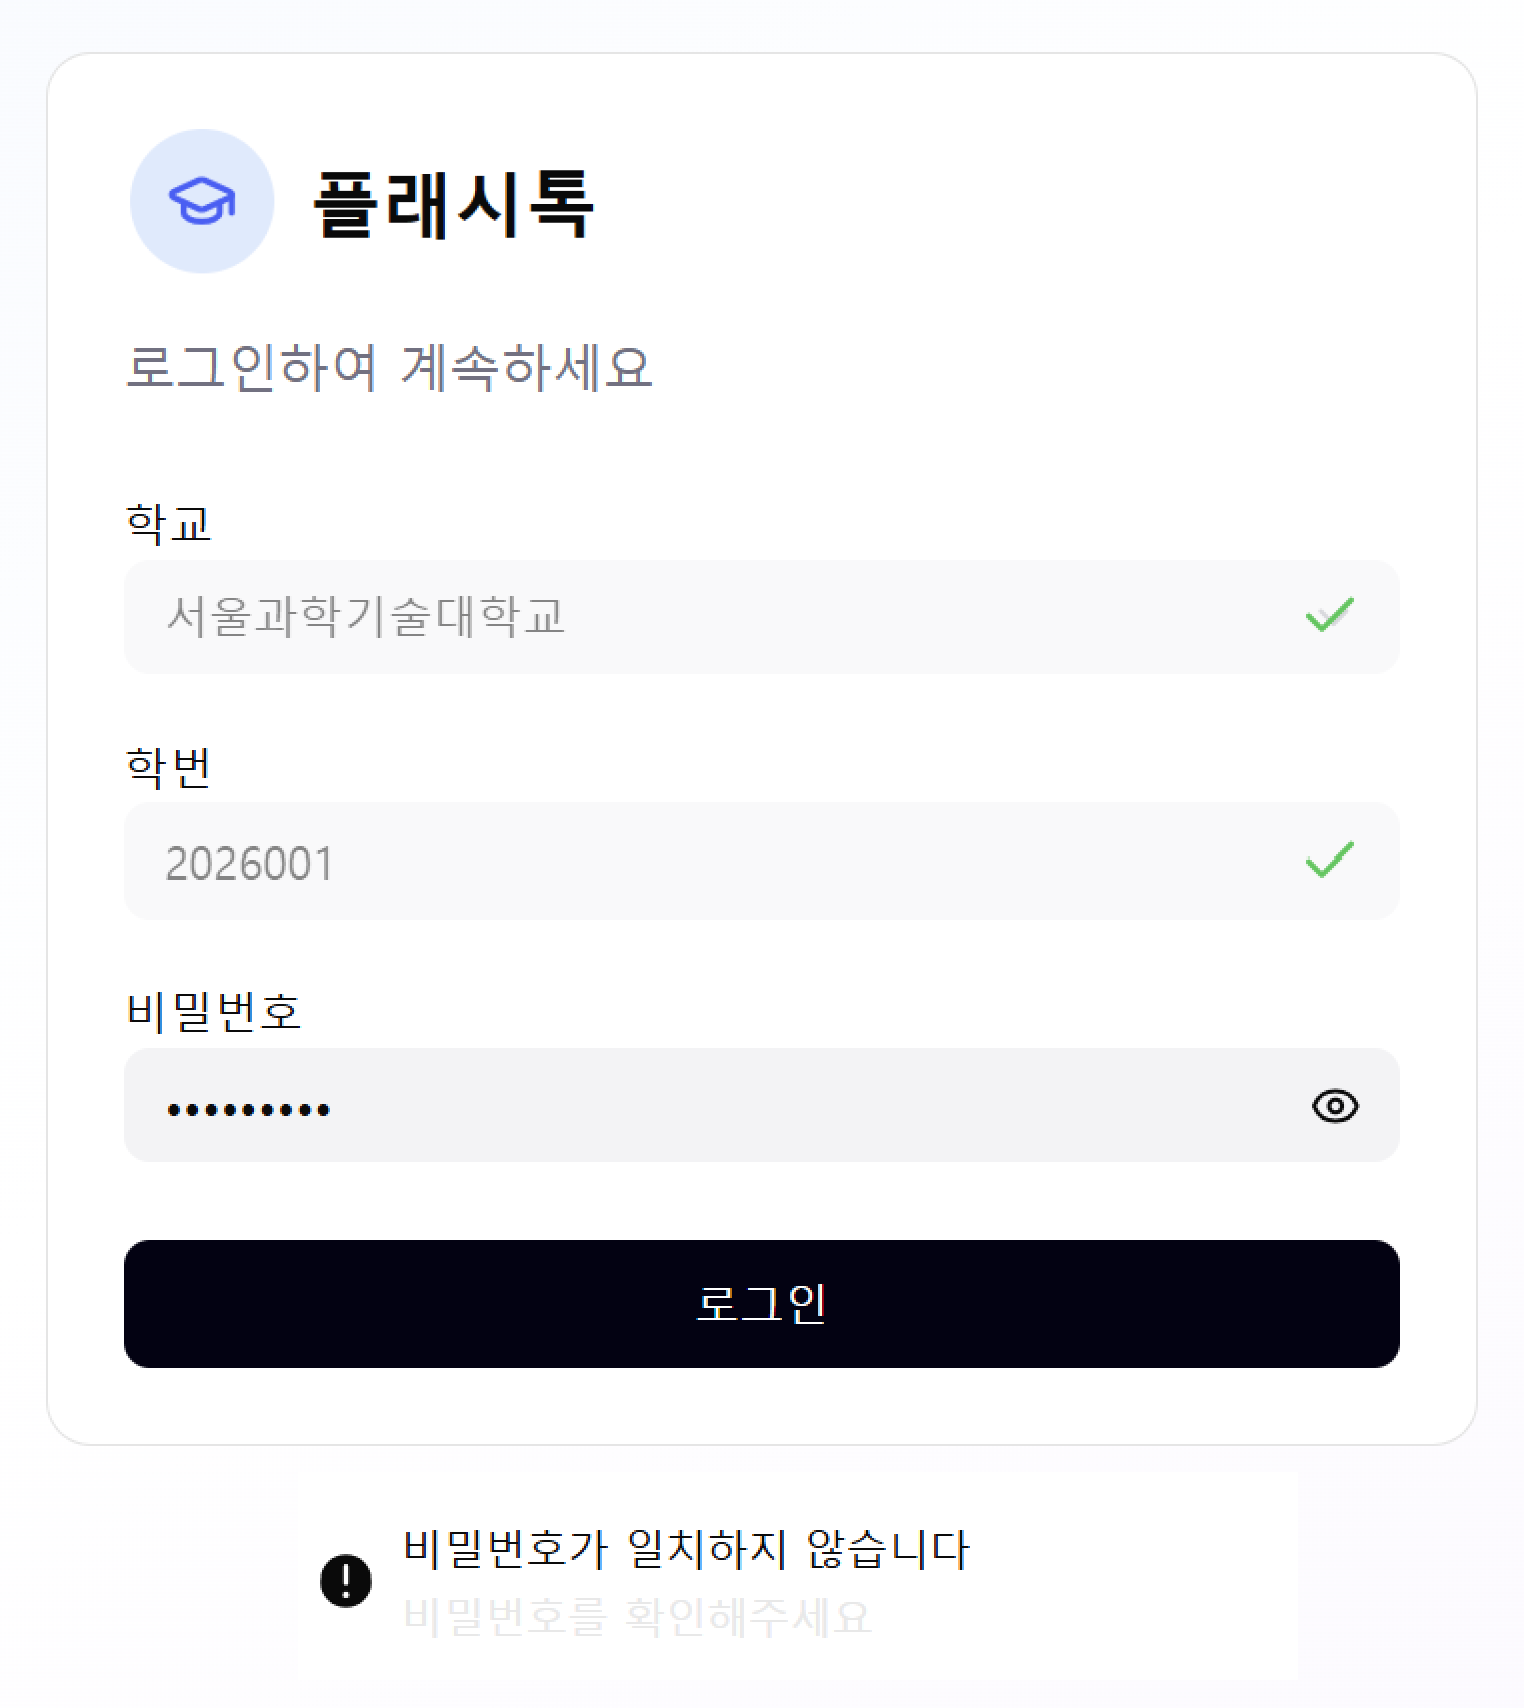 플래시톡
로그인하여 계속하세요
학교
서울과학기술대학교
학번
2026001
비밀번호
•••••••••
로그인
비밀번호가 일치하지 않습니다
비밀번호를 확인해주세요